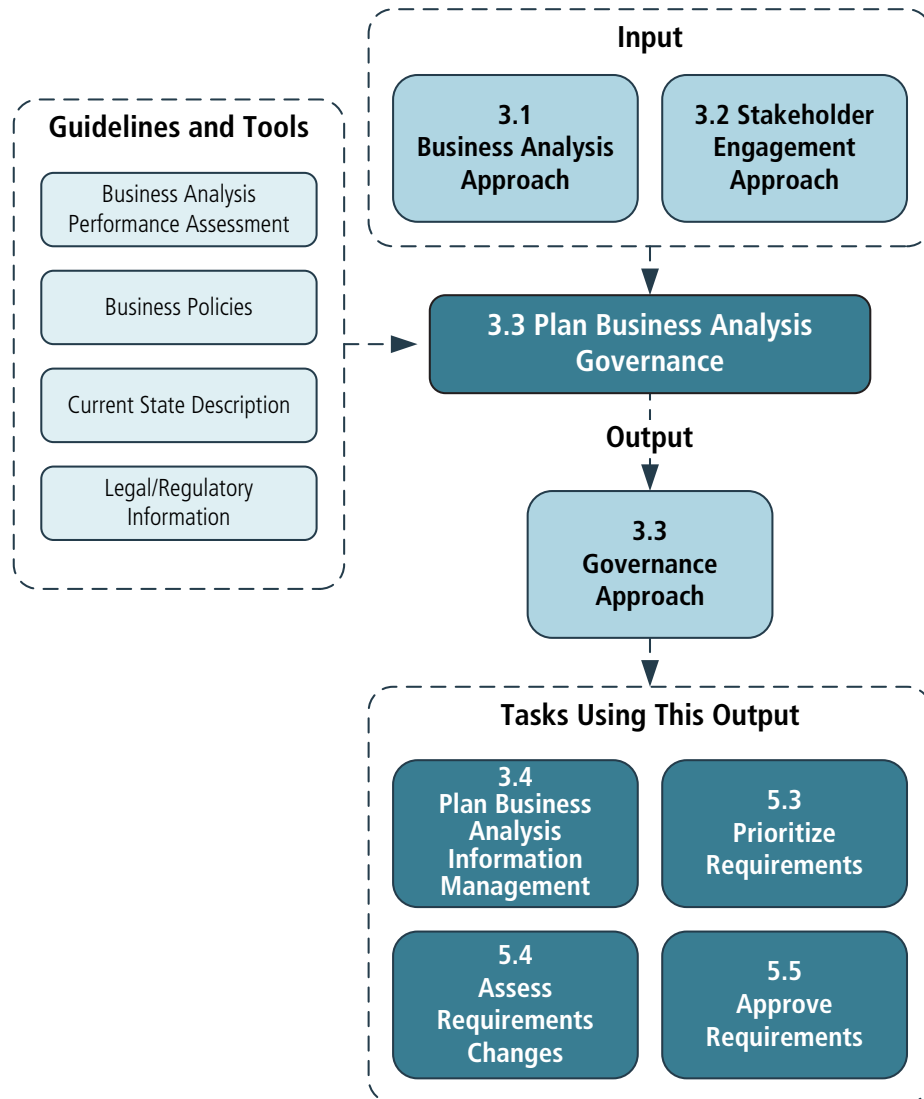 Input
3.1
Business Analysis
Approach
3.2 Stakeholder
Engagement
Approach
Guidelines and Tools
Business Analysis
Performance Assessment
Business Policies
Current State Description
Legal/Regulatory
Information
3.3 Plan Business Analysis
Governance
Output
3.3
Governance
Approach
Tasks Using This Output
3.4
Plan Business
Analysis
Information
Management
5.3
Prioritize
Requirements
5.4
Assess
Requirements
Changes
5.5
Approve
Requirements